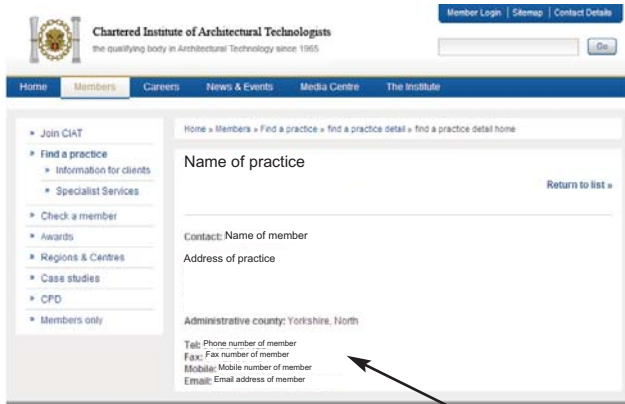 Member Login | Sitemap | Contact Details
Chartered Institute of Architectural Technologists
the qualifying body in Architectural Technology since 1965
Go
Home Members Careers News & Events Media Centre The Institute
Home » Members » Find a practice » find a practice detail » find a practice detail home
Join CIAT
Find a practice
Information for clients
Specialist Services
Check a member
Awards
Regions & Centres
Case studies
CPD
Members only
Name of practice
Return to list »
Contact: Name of member
Address of practice
Administrative county: Yorkshire, North
Tel: Phone number of member
Fax: Fax number of member
Mobile: Mobile number of member
Email: Email address of member